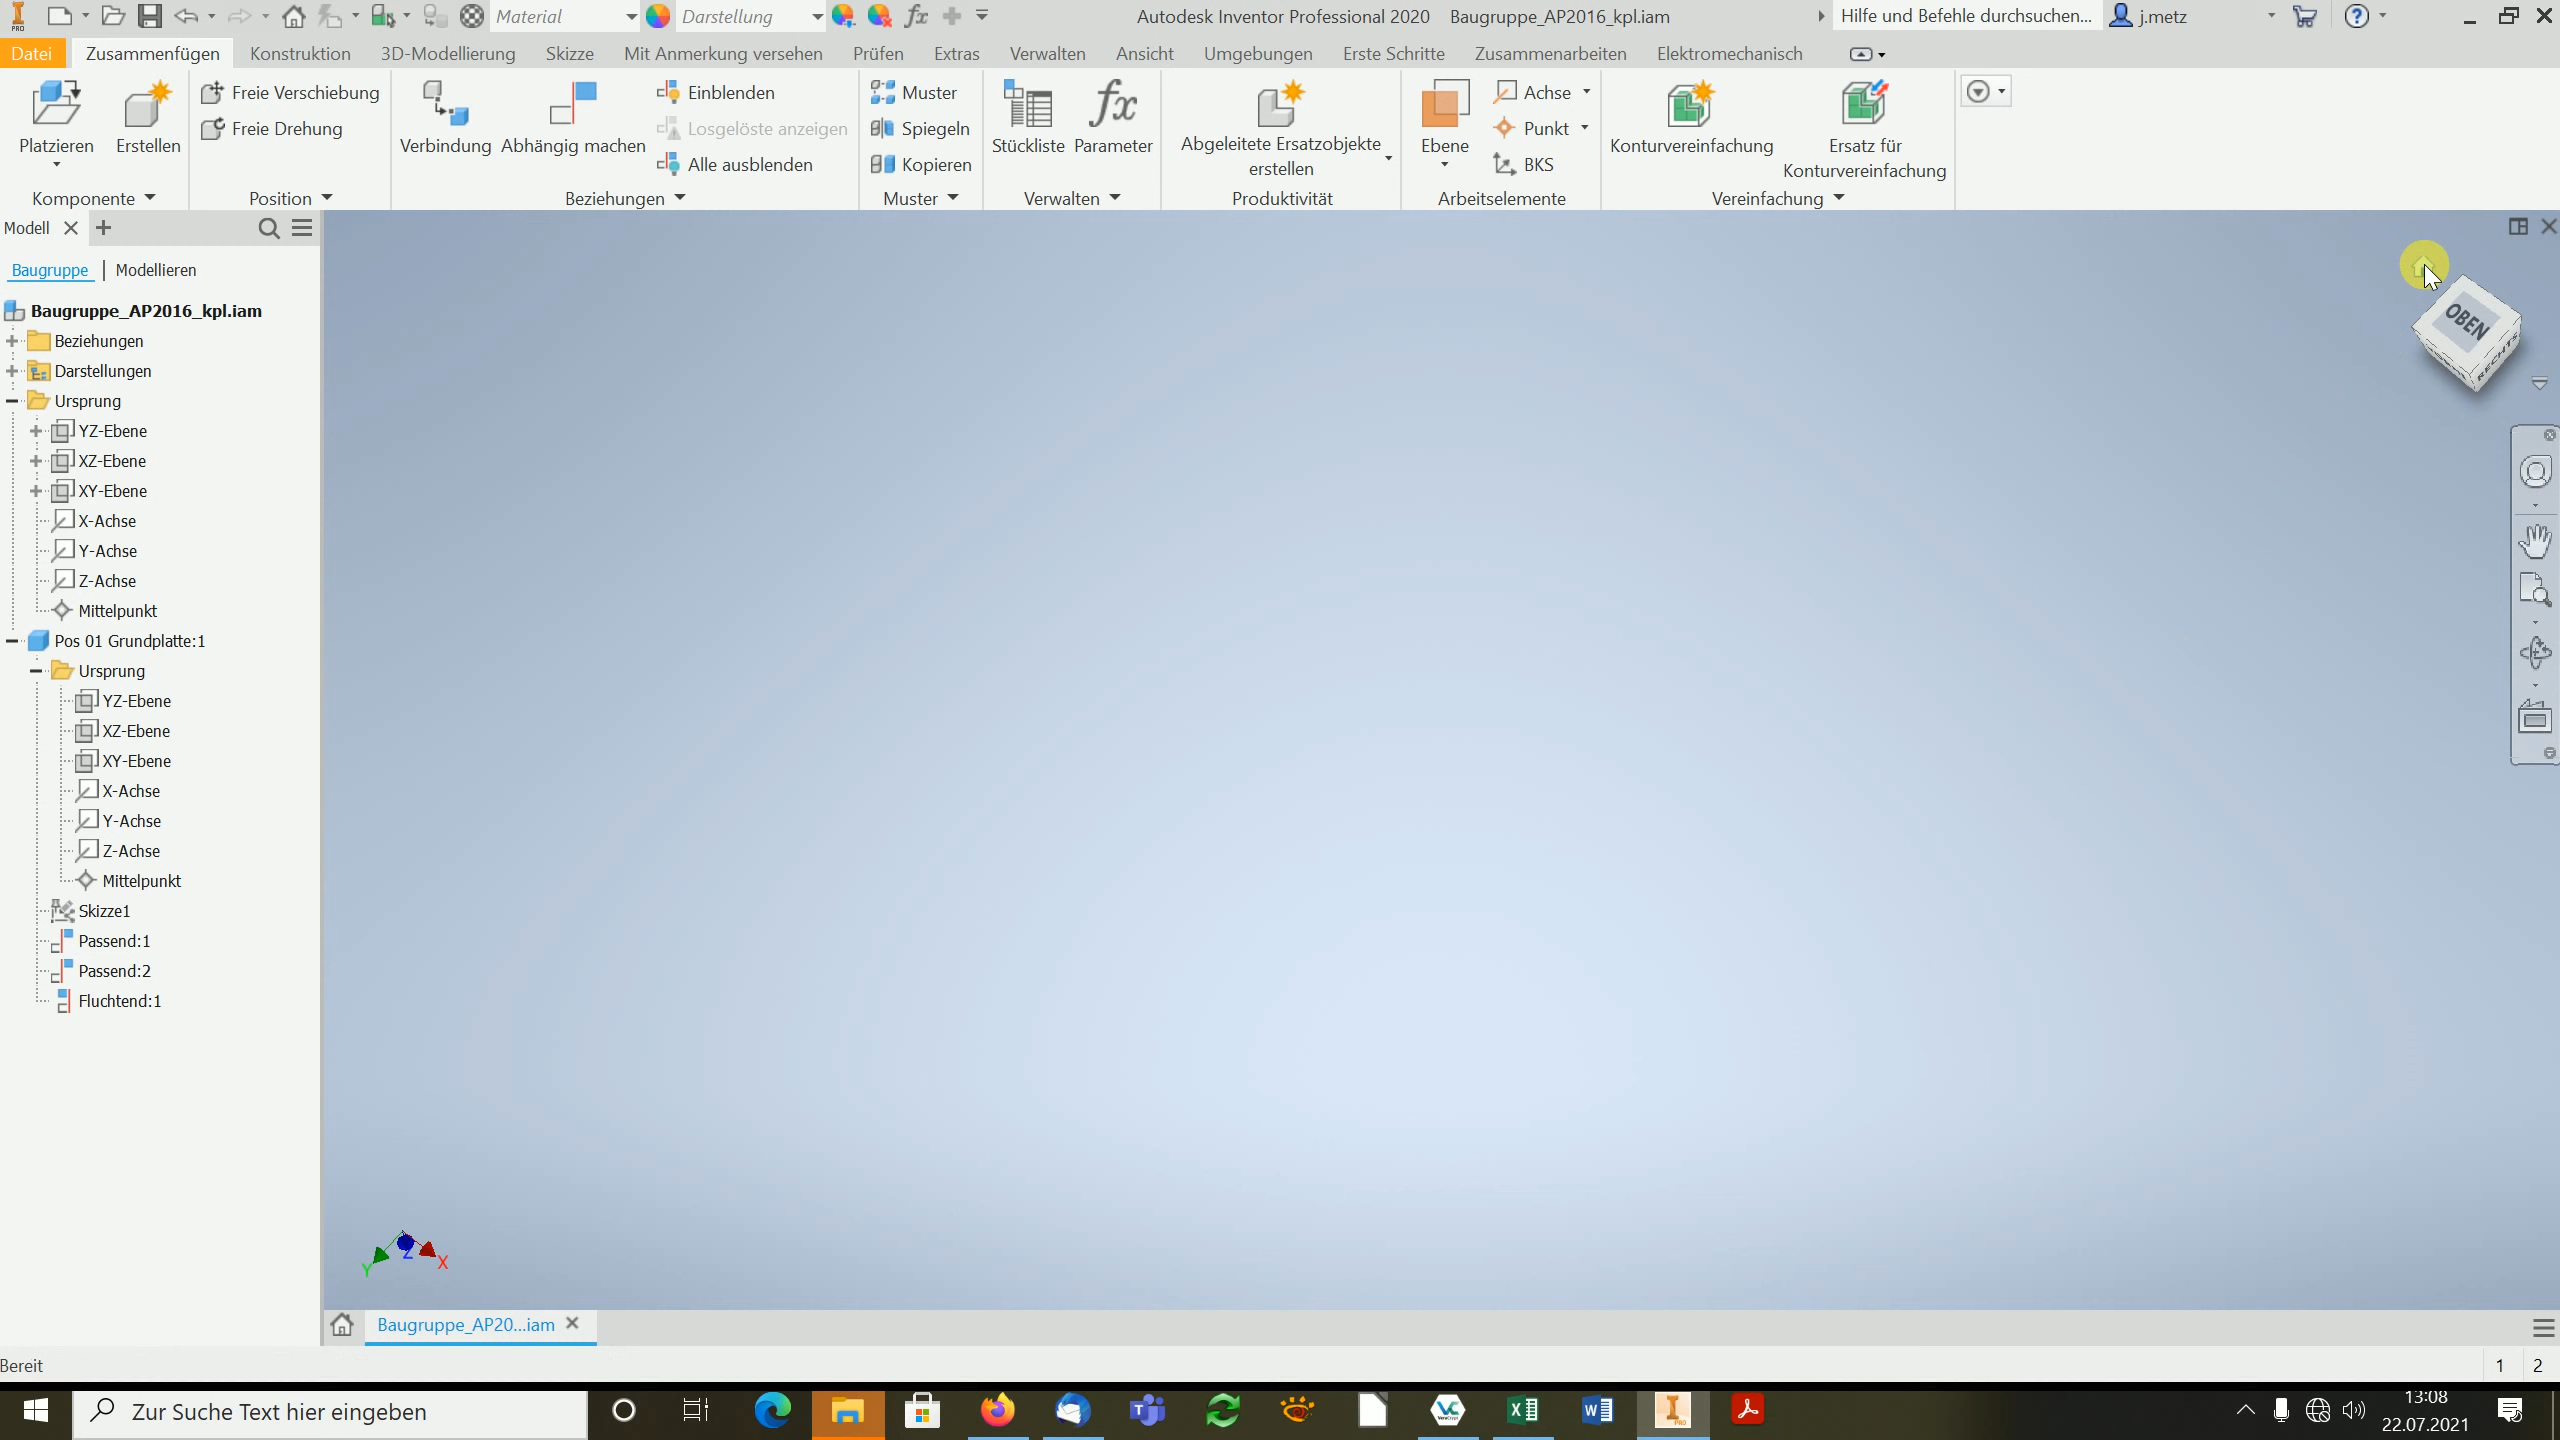 Material
Darstellung
Autodesk Inventor Professional 2020 Baugruppe_AP2016_kpl.iam
Hilfe und Befehle durchsuchen...
j.metz
Datei Zusammenfügen Konstruktion 3D-Modellierung Skizze Mit Anmerkung versehen Prüfen Extras Verwalten Ansicht Umgebungen Erste Schritte Zusammenarbeiten Elektromechanisch
Platzieren
Erstellen
Komponente
Freie Verschiebung
Freie Drehung
Position
Verbindung
Abhängig machen
Einblenden
Losgelöste anzeigen
Alle ausblenden
Beziehungen
Muster
Spiegeln
Kopieren
Muster
Stückliste
Parameter
Verwalten
Abgeleitete Ersatzobjekte
erstellen
Produktivität
Ebene
Achse
Punkt
BKS
Arbeitselemente
Konturvereinfachung
Ersatz für
Konturvereinfachung
Vereinfachung
Modell
Baugruppe | Modellieren
Baugruppe_AP2016_kpl.iam
Beziehungen
Darstellungen
Ursprung
YZ-Ebene
XZ-Ebene
XY-Ebene
X-Achse
Y-Achse
Z-Achse
Mittelpunkt
Pos 01 Grundplatte:1
Ursprung
YZ-Ebene
XZ-Ebene
XY-Ebene
X-Achse
Y-Achse
Z-Achse
Mittelpunkt
Skizze1
Passend:1
Passend:2
Fluchtend:1
OBEN
RECHTS
Y
Z
X
Baugruppe_AP20...iam
Bereit
1 2
Zur Suche Text hier eingeben
13:08
22.07.2021